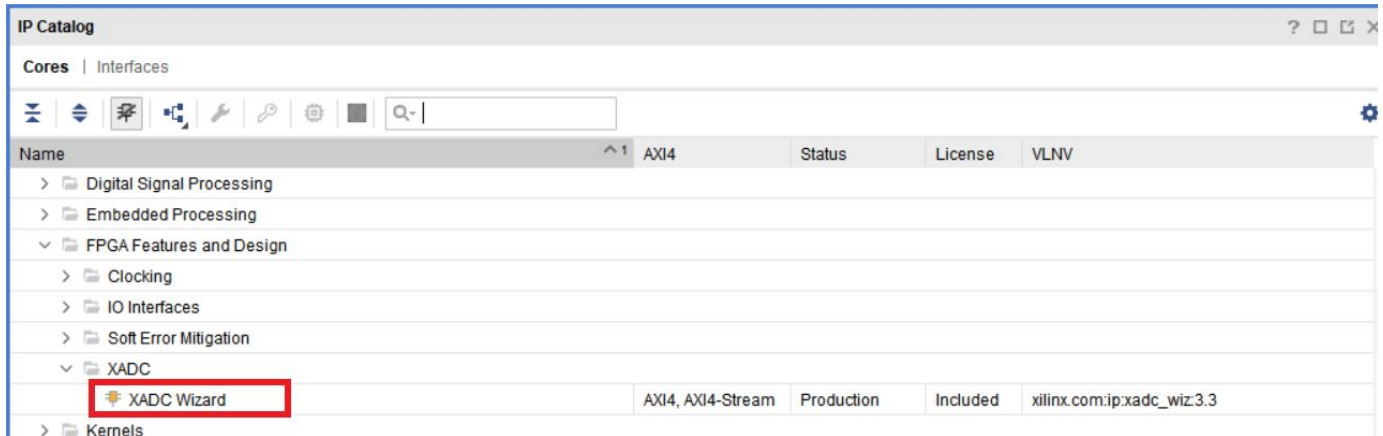 IP Catalog
Cores | Interfaces
Name 1 AXI4 Status License VLNV
Digital Signal Processing
Embedded Processing
FPGA Features and Design
Clocking
IO Interfaces
Soft Error Mitigation
XADC
XADC Wizard AXI4, AXI4-Stream Production Included xilinx.com:ip:xadc_wiz:3.3
Kernels